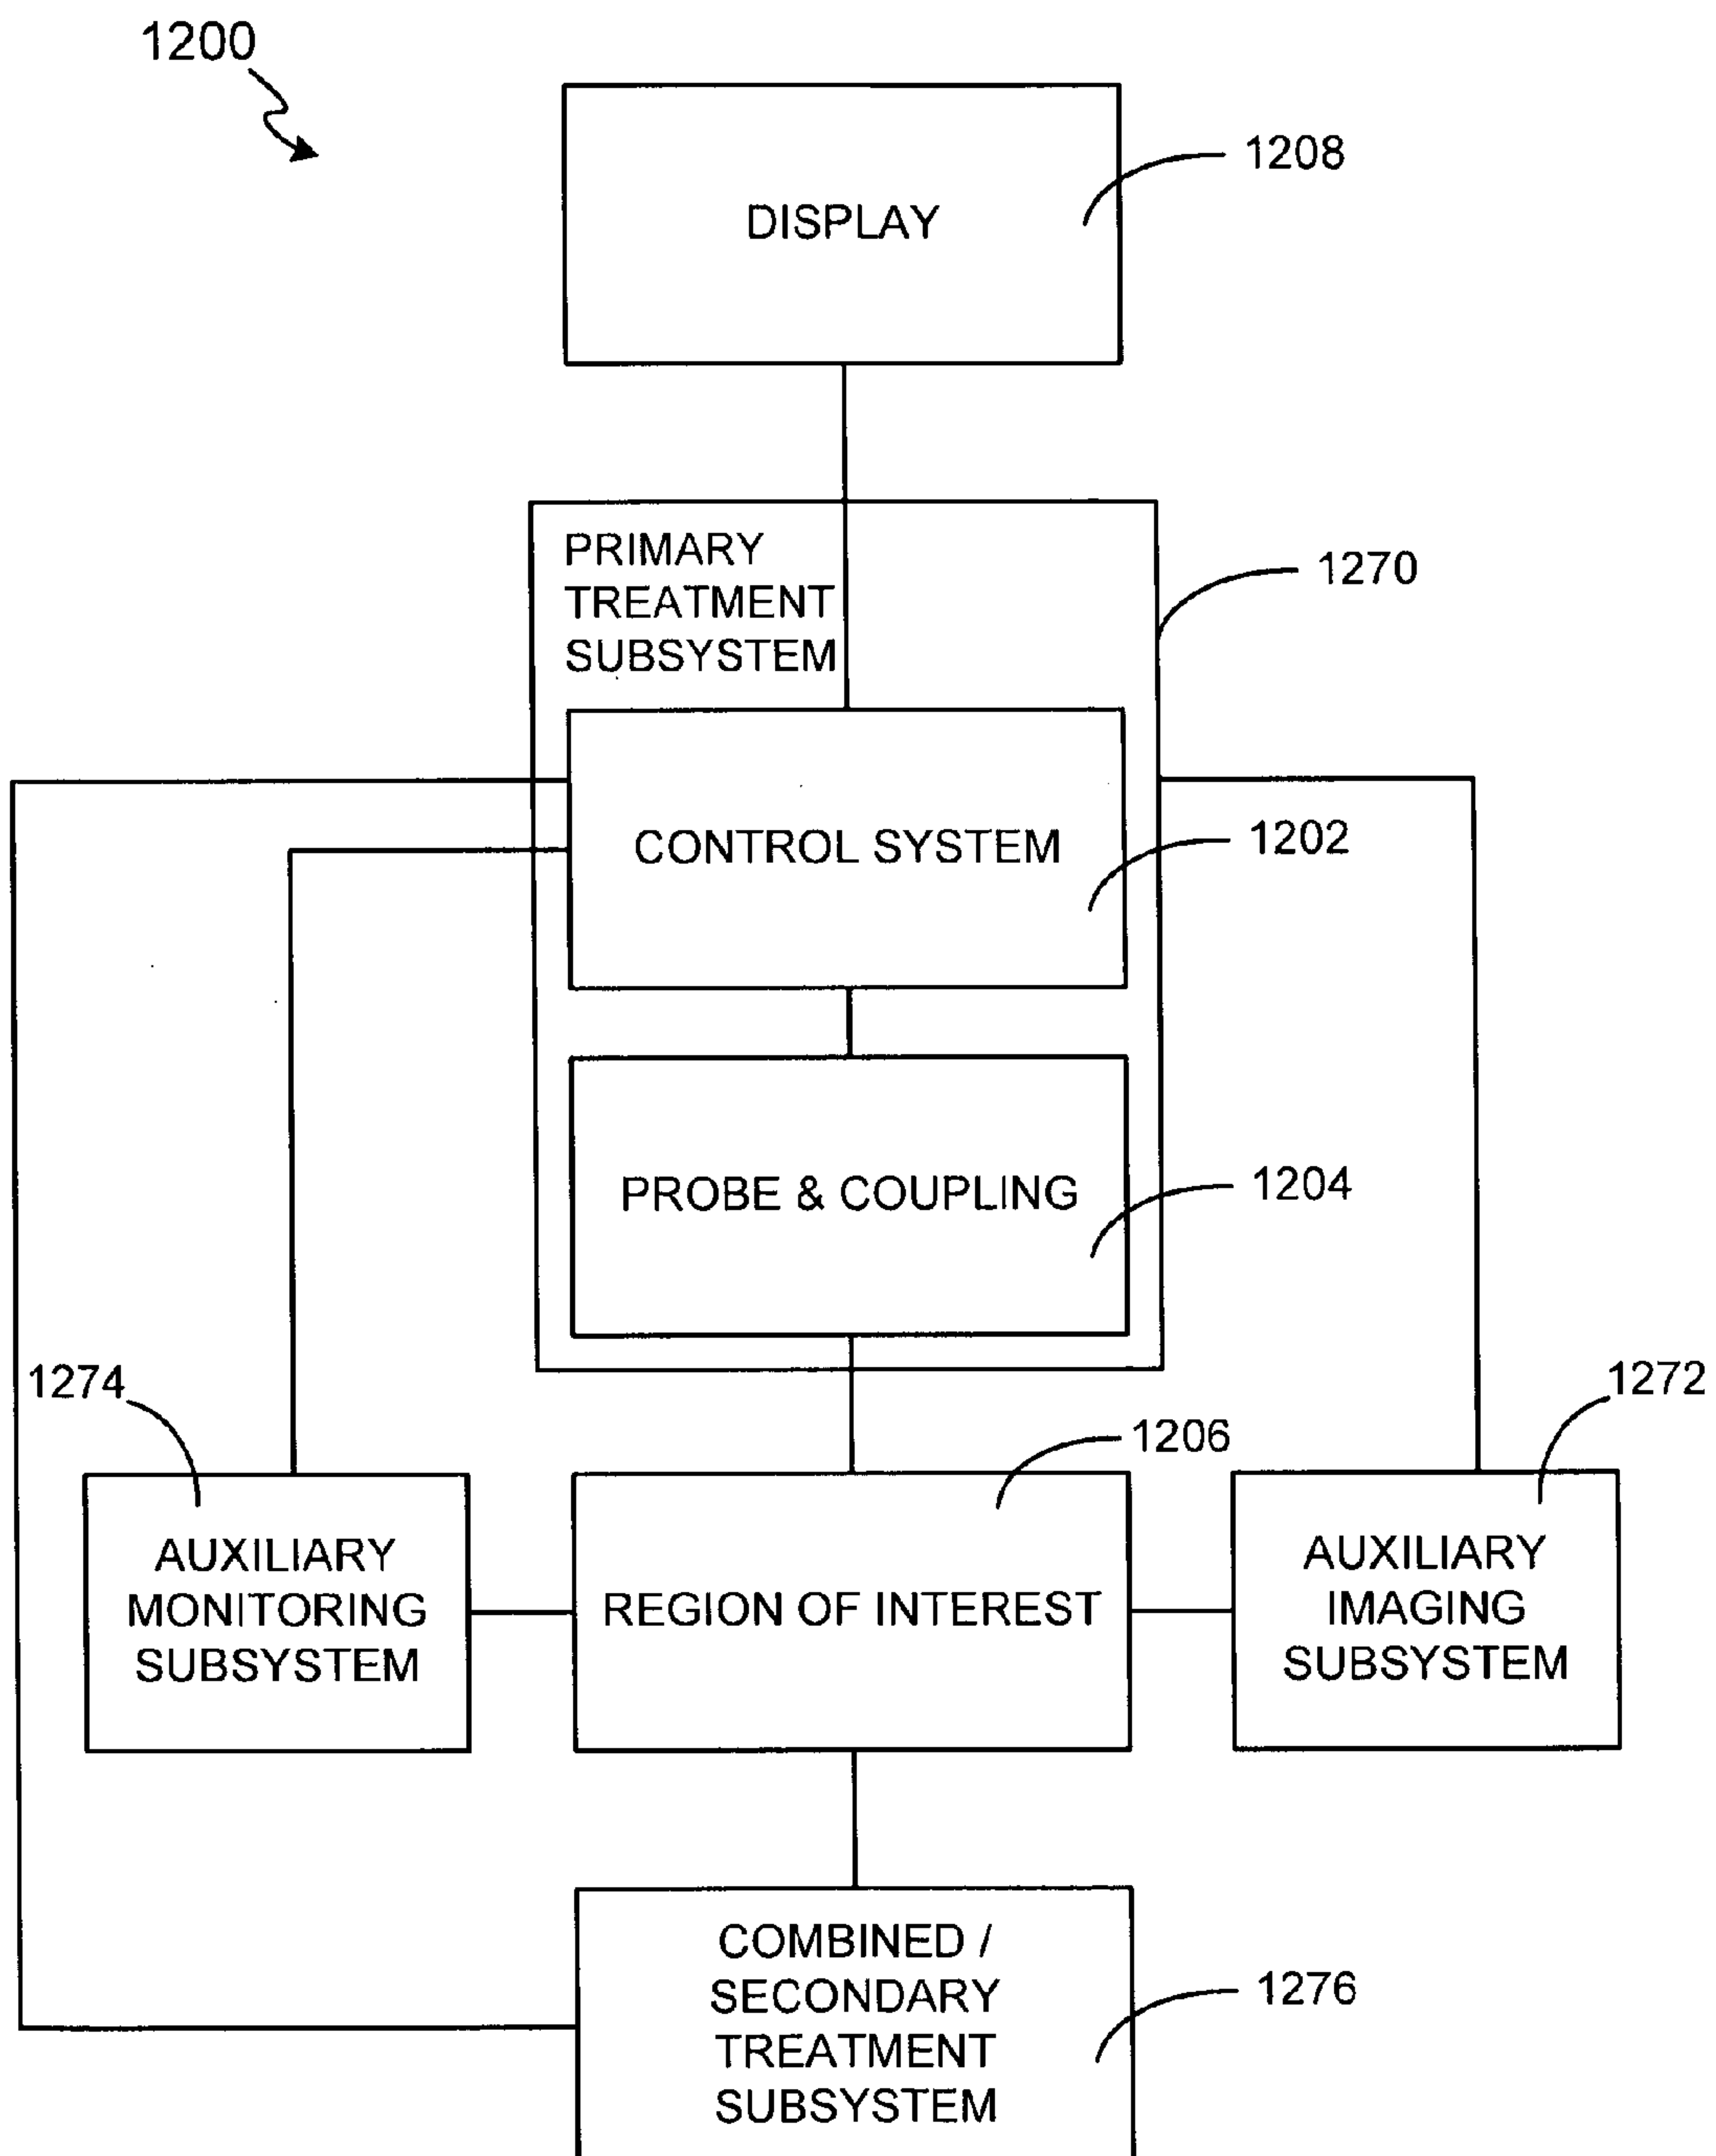 1200
DISPLAY
1208
PRIMARY
TREATMENT
SUBSYSTEM
1270
CONTROL SYSTEM
1202
PROBE & COUPLING
1204
1274
1206
1272
AUXILIARY
MONITORING
SUBSYSTEM
REGION OF INTEREST
AUXILIARY
IMAGING
SUBSYSTEM
COMBINED /
SECONDARY
TREATMENT
SUBSYSTEM
1276